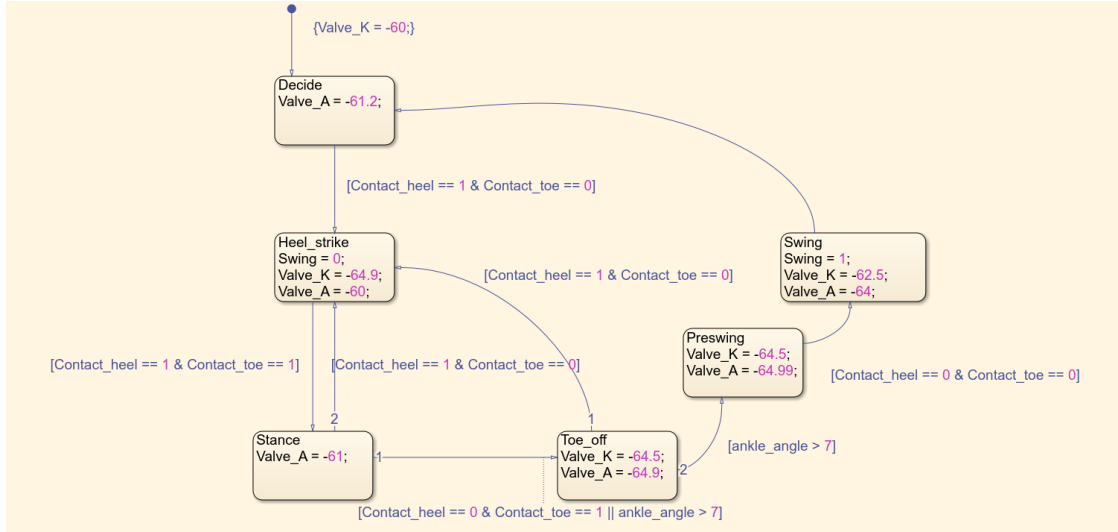 {Valve_K = -60;}
Decide
Valve_A = -61.2;
[Contact_heel == 1 & Contact_toe == 0]
Heel_strike
Swing = 0;
Valve_K = -64.9;
Valve_A = -60;
Swing
Swing = 1;
Valve_K = -62.5;
Valve_A = -64;
[Contact_heel == 1 & Contact_toe == 0]
Preswing
Valve_K = -64.5;
Valve_A = -64.99;
[Contact_heel == 1 & Contact_toe == 1]
[Contact_heel == 1 & Contact_toe == 0]
[Contact_heel == 0 & Contact_toe == 0]
2
1
Stance
Valve_A = -61;
1
Toe_off
Valve_K = -64.5;
Valve_A = -64.9;
2
[ankle_angle > 7]
[Contact_heel == 0 & Contact_toe == 1 || ankle_angle > 7]